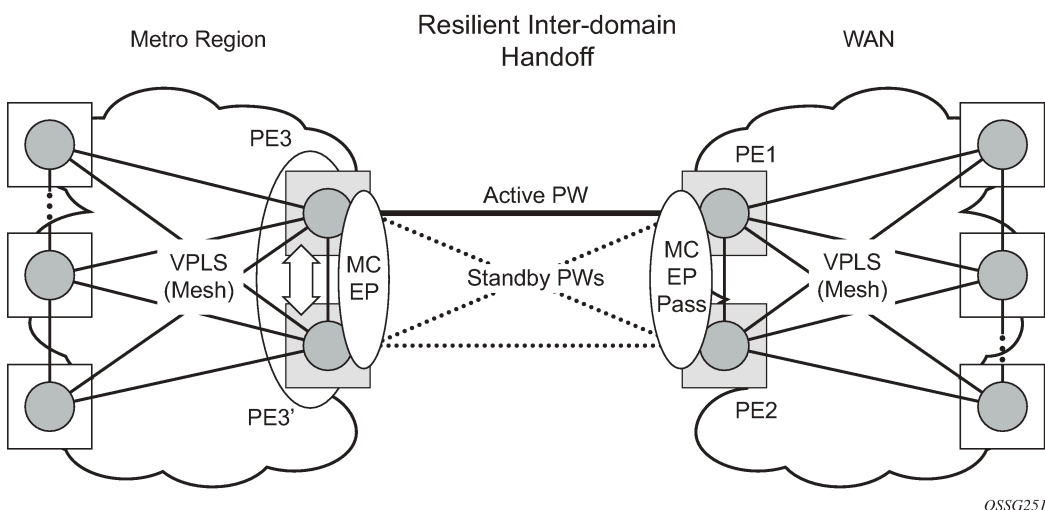 Resilient Inter-domain
Handoff
Metro Region
WAN
PE3
PE1
Active PW
VPLS
(Mesh)
MC
EP
Standby PWs
MC
EP
Pass
VPLS
(Mesh)
PE3’
PE2
OSSG251